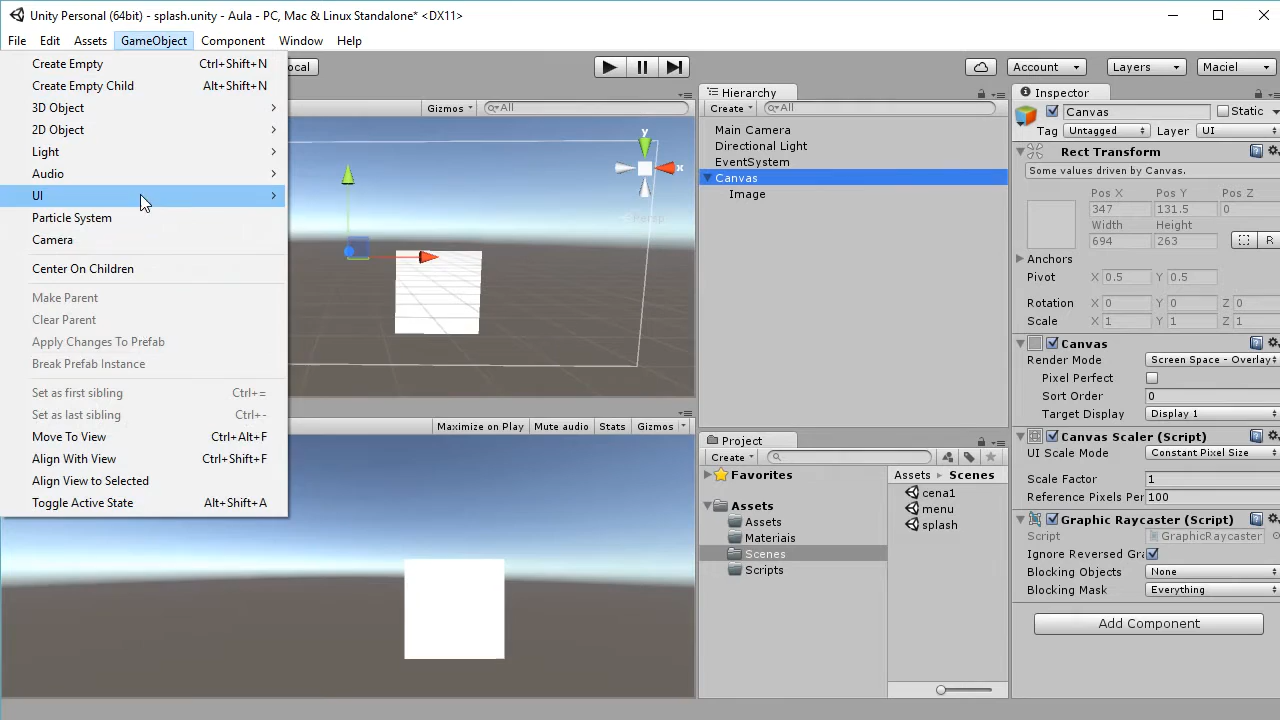 Unity Personal (64bit) - splash.unity - Aula - PC, Mac & Linux Standalone* <DX11>
File Edit Assets GameObject Component Window Help
Create Empty Ctrl+Shift+N
Create Empty Child Alt+Shift+N
3D Object
2D Object
Light
Audio
UI
Particle System
Camera
Center On Children
Make Parent
Clear Parent
Apply Changes To Prefab
Break Prefab Instance
Set as first sibling Ctrl+=
Set as last sibling Ctrl+-
Move To View Ctrl+Alt+F
Align With View Ctrl+Shift+F
Align View to Selected
Toggle Active State Alt+Shift+A
Account Layers Maciel
Gizmos All
y
x
Persp
Maximize on Play Mute audio Stats Gizmos
Hierarchy
Create All
Main Camera
Directional Light
EventSystem
Canvas
Image
Project
Create
Favorites
Assets
Assets
Materiais
Scenes
Scripts
Assets Scenes
cena1
menu
splash
Inspector
Canvas Static
Tag Untagged Layer UI
Rect Transform
Some values driven by Canvas.
Pos X Pos Y Pos Z
347 131.5 0
Width Height
694 263 R
Anchors
Pivot X 0.5 Y 0.5
Rotation X 0 Y 0 Z 0
Scale X 1 Y 1 Z 1
Canvas
Render Mode Screen Space - Overlay
Pixel Perfect
Sort Order 0
Target Display Display 1
Canvas Scaler (Script)
UI Scale Mode Constant Pixel Size
Scale Factor 1
Reference Pixels Per 100
Graphic Raycaster (Script)
Script GraphicRaycaster
Ignore Reversed Gra
Blocking Objects None
Blocking Mask Everything
Add Component